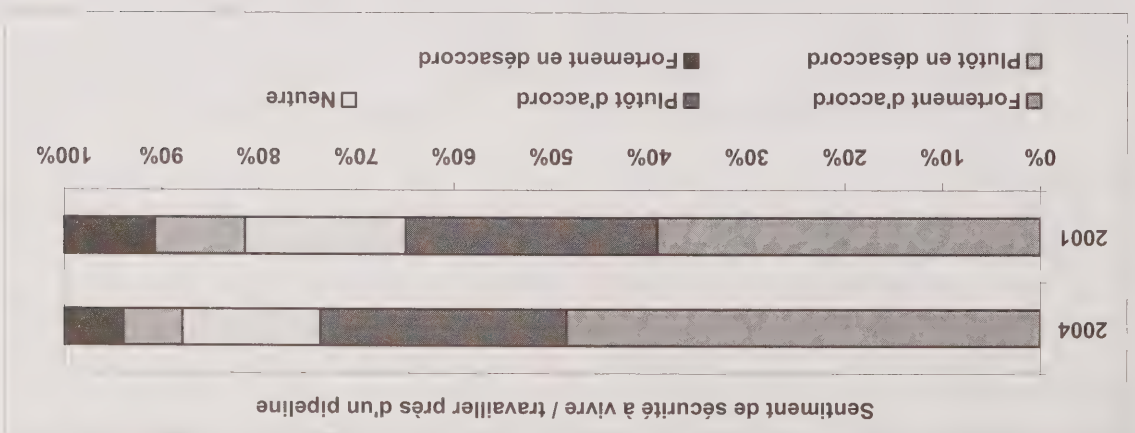 Sentiment de sécurité à vivre / travailler près d'un pipeline
2004
2001
0% 10% 20% 30% 40% 50% 60% 70% 80% 90% 100%
Fortement d'accord Plutôt d'accord Neutre
Plutôt en désaccord Fortement en désaccord